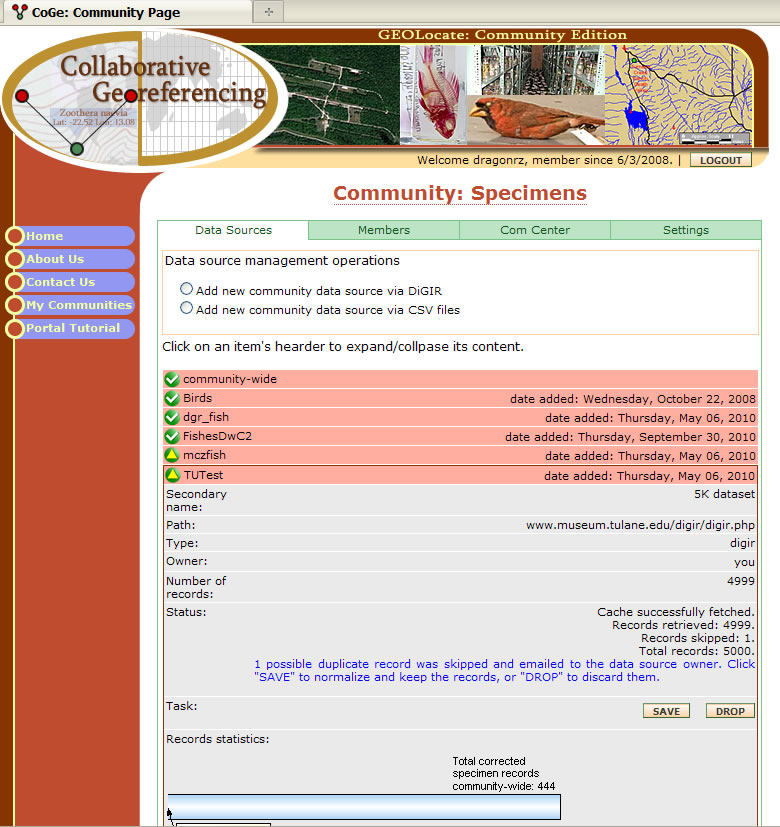 CoGe: Community Page
GEOLocate: Community Edition
Collaborative
Georeferencing
Zoothera naevia
Lat: -22.52 Lon: 13.08
Welcome dragonrz, member since 6/3/2008. | LOGOUT
Community: Specimens
Home
About Us
Contact Us
My Communities
Portal Tutorial
Data Sources Members Com Center Settings
Data source management operations
Add new community data source via DiGIR
Add new community data source via CSV files
Click on an item's hearder to expand/collpase its content.
community-wide
Birds date added: Wednesday, October 22, 2008
dgr_fish date added: Thursday, May 06, 2010
FishesDwC2 date added: Thursday, September 30, 2010
mczfish date added: Thursday, May 06, 2010
TUTest date added: Thursday, May 06, 2010
Secondary 5K dataset
name:
Path: www.museum.tulane.edu/digir/digir.php
Type: digir
Owner: you
Number of 4999
records:
Status: Cache successfully fetched.
Records retrieved: 4999.
Records skipped: 1.
Total records: 5000.
1 possible duplicate record was skipped and emailed to the data source owner. Click
"SAVE" to normalize and keep the records, or "DROP" to discard them.
Task: SAVE DROP
Records statistics:
Total corrected
specimen records
community-wide: 444